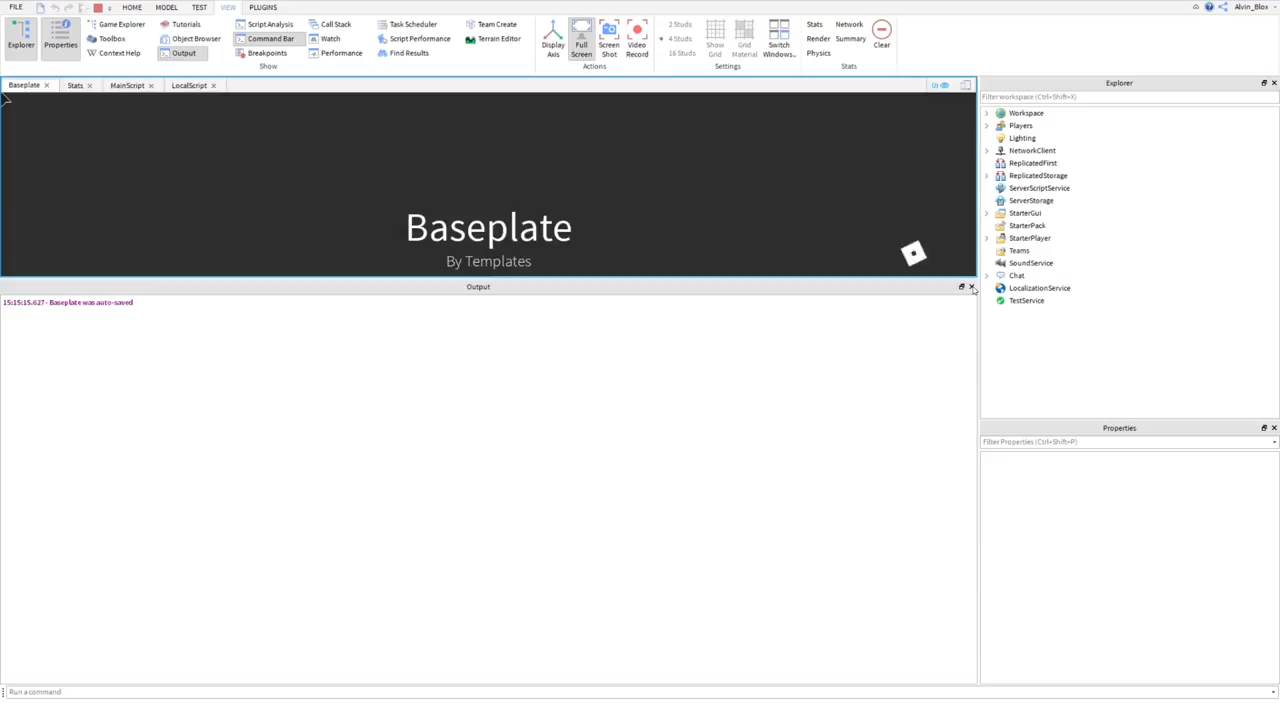 FILE HOME MODEL TEST VIEW PLUGINS Alvin_Blox
Explorer
Properties
Game Explorer
Toolbox
Context Help
Tutorials
Object Browser
Output
Script Analysis
Command Bar
Breakpoints
Call Stack
Watch
Performance
Task Scheduler
Script Performance
Find Results
Team Create
Terrain Editor
Show
Display Axis
Full Screen
Screen Shot
Video Record
Actions
2 Studs
4 Studs
16 Studs
Show Grid
Grid Material
Switch Windows..
Settings
Stats
Render
Physics
Network
Summary
Clear
Stats
Baseplate Stats MainScript LocalScript
Baseplate
By Templates
Output
15:15:15.627 - Baseplate was auto-saved
Explorer
Filter workspace (Ctrl+Shift+X)
Workspace
Players
Lighting
NetworkClient
ReplicatedFirst
ReplicatedStorage
ServerScriptService
ServerStorage
StarterGui
StarterPack
StarterPlayer
Teams
SoundService
Chat
LocalizationService
TestService
Properties
Filter Properties (Ctrl+Shift+P)
Run a command